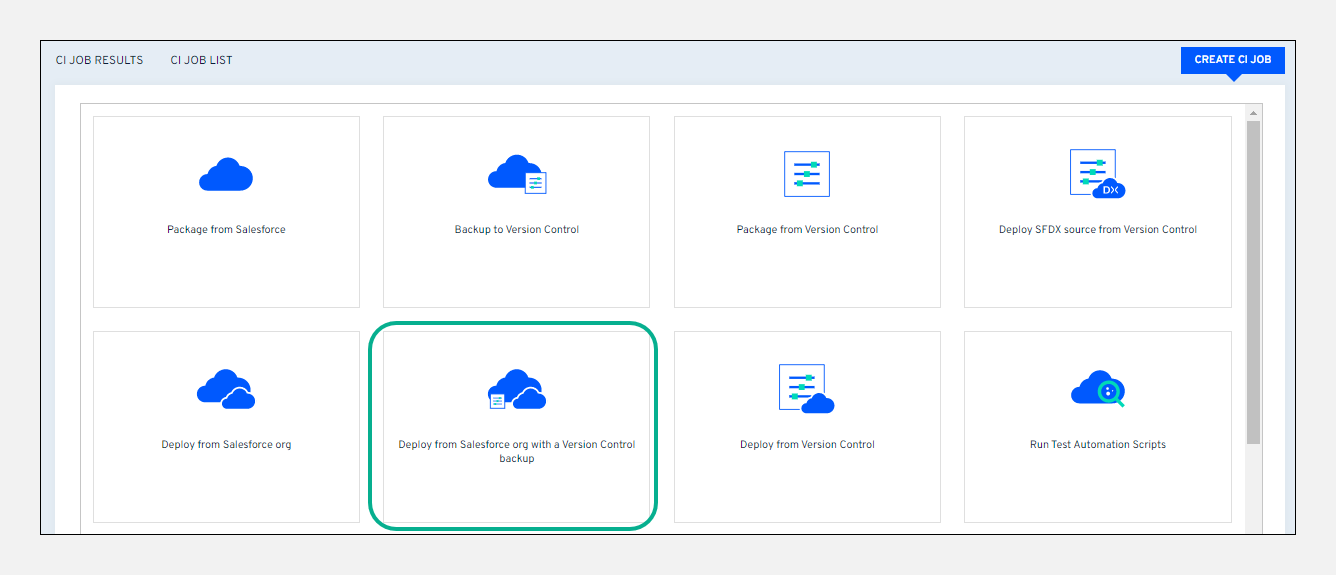 CI JOB RESULTS
CI JOB LIST
CREATE CI JOB
Package from Salesforce
Backup to Version Control
Package from Version Control
DX
Deploy SFDX source from Version Control
Deploy from Salesforce org
Deploy from Salesforce org with a Version Control
backup
Deploy from Version Control
Run Test Automation Scripts